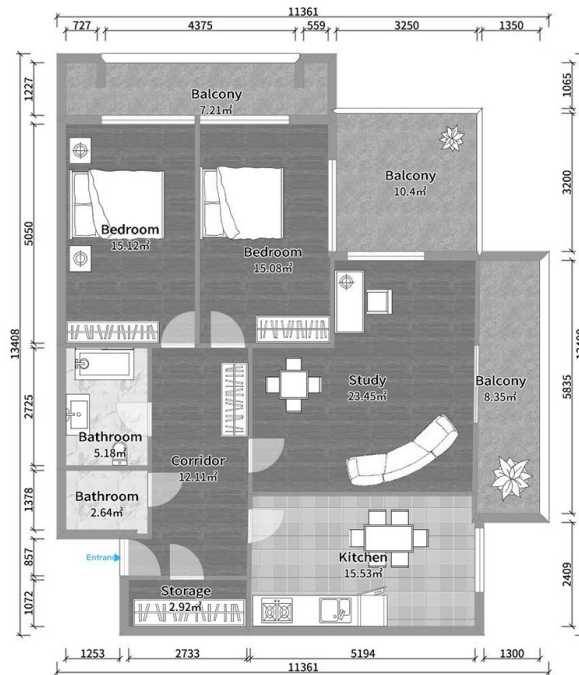 11361
727
4375
559
3250
1350
1227
1065
Balcony
7.21㎡
Balcony
10.4㎡
3200
5050
Bedroom
15.12㎡
Bedroom
15.08㎡
13408
2725
Study
23.45㎡
Balcony
8.35㎡
5835
Bathroom
5.18㎡
Corridor
12.11㎡
1378
Bathroom
2.64㎡
857
Entrance
Kitchen
15.53㎡
2409
1072
Storage
2.92㎡
1253
2733
5194
1300
11361